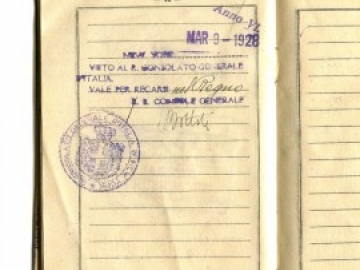 Anno VI
MAR 9 - 1928
NEW YORK
VISTO AL R. CONSOLATO GENERALE
D'ITALIA.
VALE PER RECARSI nel Regno
IL R. CONSOLE GENERALE